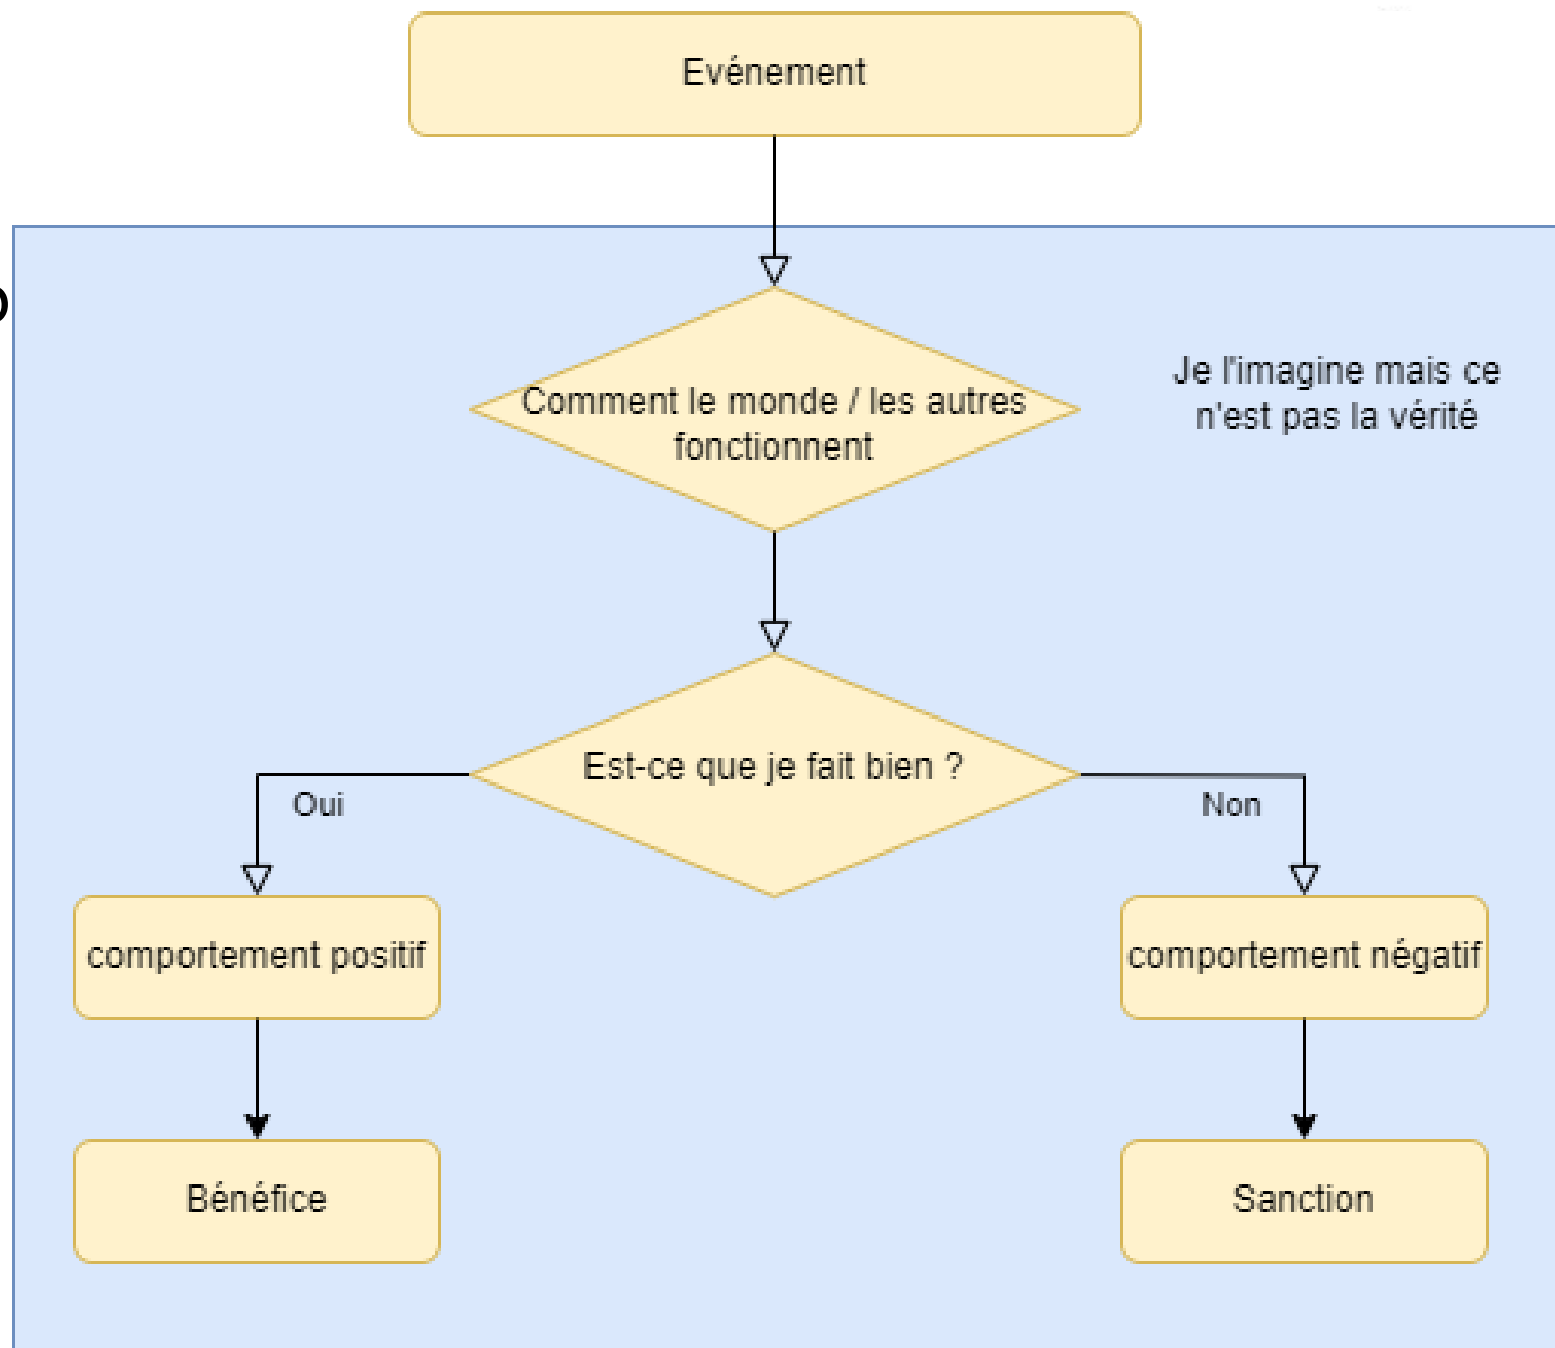 Evénement
Comment le monde / les autres
fonctionnent
Je l'imagine mais ce
n'est pas la vérité
Est-ce que je fait bien ?
Oui
Non
comportement positif
comportement négatif
Bénéfice
Sanction